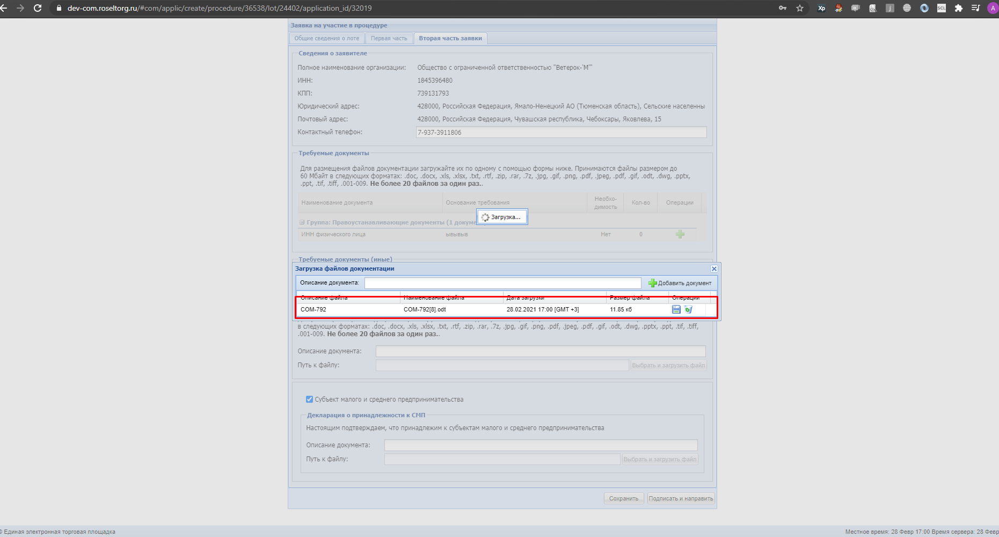 dev-com.roseltorg.ru/#com/applic/create/procedure/36538/lot/24402/application_id/32019
Xp
j
SCL
A
Заявка на участие в процедуре
Общие сведения о лоте
Первая часть
Вторая часть заявки
Сведения о заявителе
Полное наименование организации: Общество с ограниченной ответственностью "Ветерок-'М'"
ИНН: 1845396480
КПП: 739131793
Юридический адрес: 428000, Российская Федерация, Ямало-Ненецкий АО (Тюменская область), Сельские населенны
Почтовый адрес: 428000, Российская Федерация, Чувашская республика, Чебоксары, Яковлева, 15
Контактный телефон: 7-937-3911806
Требуемые документы
Для размещения файлов документации загружайте их по одному с помощью формы ниже. Принимаются файлы размером до
60 Мбайт в следующих форматах: .doc, .docx, .xls, .xlsx, .txt, .rtf, .zip, .rar, .7z, .jpg, .gif, .png, .pdf, .jpeg, .pdf, .gif, .odt, .dwg, .pptx,
.ppt, .tif, .tiff, .001-009. Не более 20 файлов за один раз..
Наименование документа Основание требования Необхо-
димость Кол-во Операции
Загрузка...
Группа: Правоустанавливающие документы (1 докуме
ИНН физического лица ывывыв Нет 0
Требуемые документы (иные)
Загрузка файлов документации
Описание документа: Добавить документ
Описание файла Наименование файла Дата загрузки Размер файла Операции
COM-792 COM-792[8].odt 28.02.2021 17:00 [GMT +3] 11.85 кб
в следующих форматах: .doc, .docx, .xls, .xlsx, .txt, .rtf, .zip, .rar, .7z, .jpg, .gif, .png, .pdf, .jpeg, .pdf, .gif, .odt, .dwg, .pptx, .ppt, .tif, .tiff,
.001-009. Не более 20 файлов за один раз..
Описание документа:
Путь к файлу: Выбрать и загрузить файл
Субъект малого и среднего предпринимательства
Декларация о принадлежности к СМП
Настоящим подтверждаем, что принадлежим к субъектам малого и среднего предпринимательства
Описание документа:
Путь к файлу: Выбрать и загрузить файл
Сохранить Подписать и направить
© Единая электронная торговая площадка
Местное время: 28 Февр 17:00 Время сервера: 28 Февр